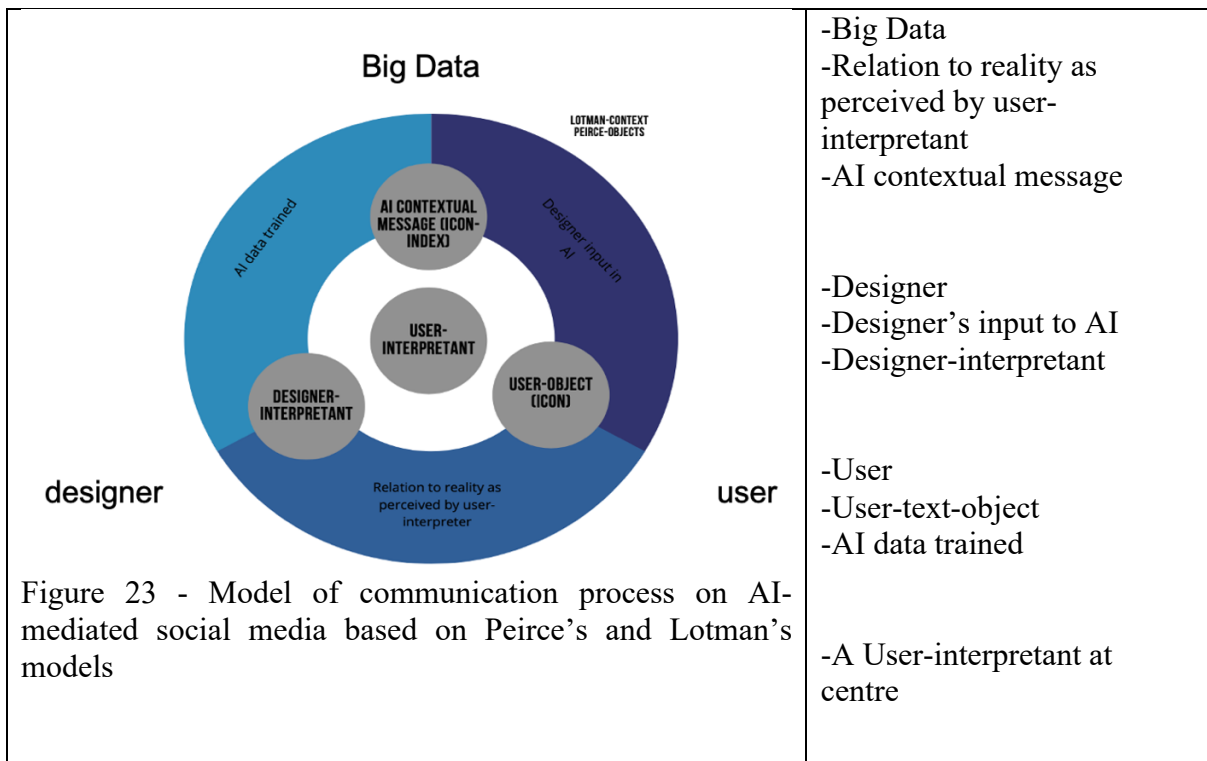 Big Data
LOTMAN-CONTEXT
PEIRCE-OBJECTS
AI CONTEXTUAL
MESSAGE (ICON-
INDEX)
AI data trained
Designer input in
AI
USER-
INTERPRETANT
DESIGNER-
INTERPRETANT
USER-OBJECT
(ICON)
designer
user
Relation to reality as
perceived by user-
interpreter
Figure 23 - Model of communication process on AI-
mediated social media based on Peirce’s and Lotman’s
models
-Big Data
-Relation to reality as
perceived by user-
interpretant
-AI contextual message
-Designer
-Designer’s input to AI
-Designer-interpretant
-User
-User-text-object
-AI data trained
-A User-interpretant at
centre